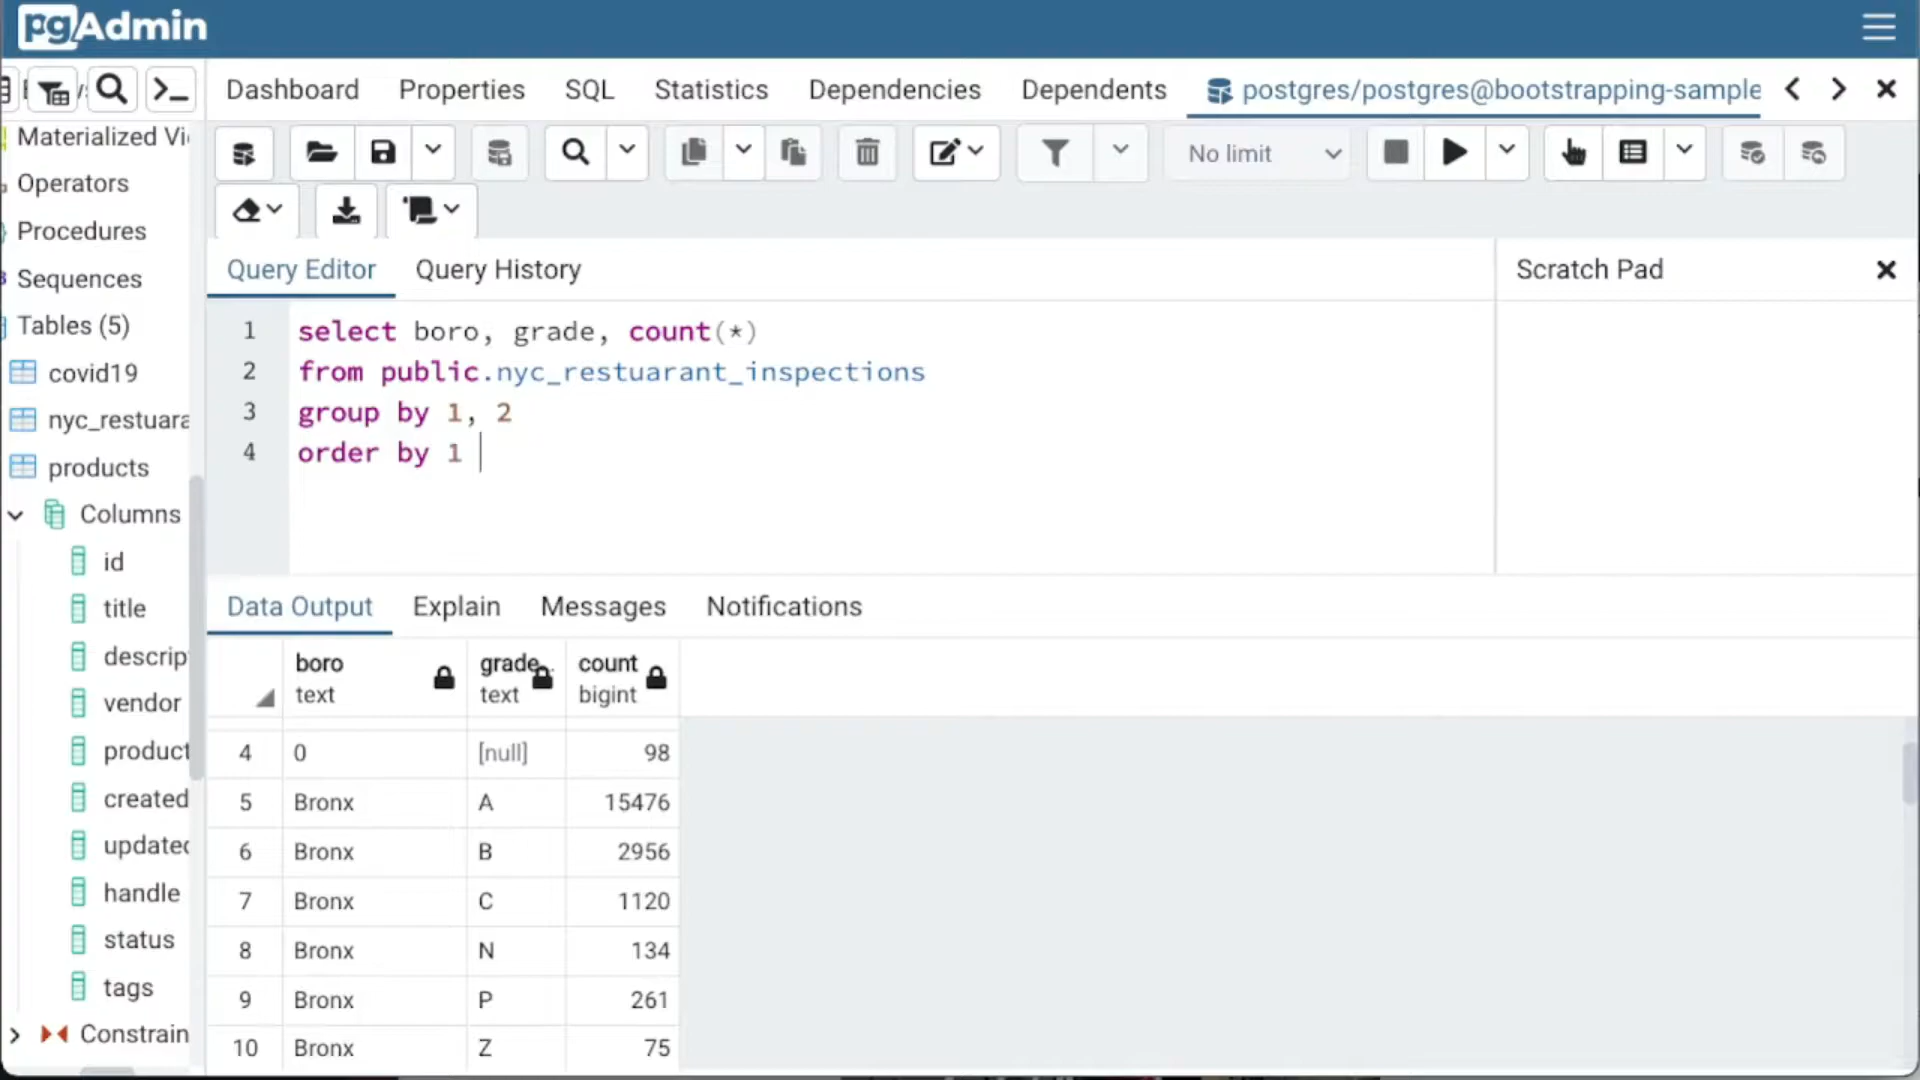 pgAdmin
Dashboard Properties SQL Statistics Dependencies Dependents postgres/postgres@bootstrapping-sample
No limit
Materialized Vi
Operators
Procedures
Sequences
Tables (5)
covid19
nyc_restuara
products
Columns
id
title
descrip
vendor
product
created
updated
handle
status
tags
Constrain
Query Editor Query History
Scratch Pad
1 select boro, grade, count(*)
2 from public.nyc_restuarant_inspections
3 group by 1, 2
4 order by 1
Data Output Explain Messages Notifications
boro grade count
text text bigint
4 0 [null] 98
5 Bronx A 15476
6 Bronx B 2956
7 Bronx C 1120
8 Bronx N 134
9 Bronx P 261
10 Bronx Z 75